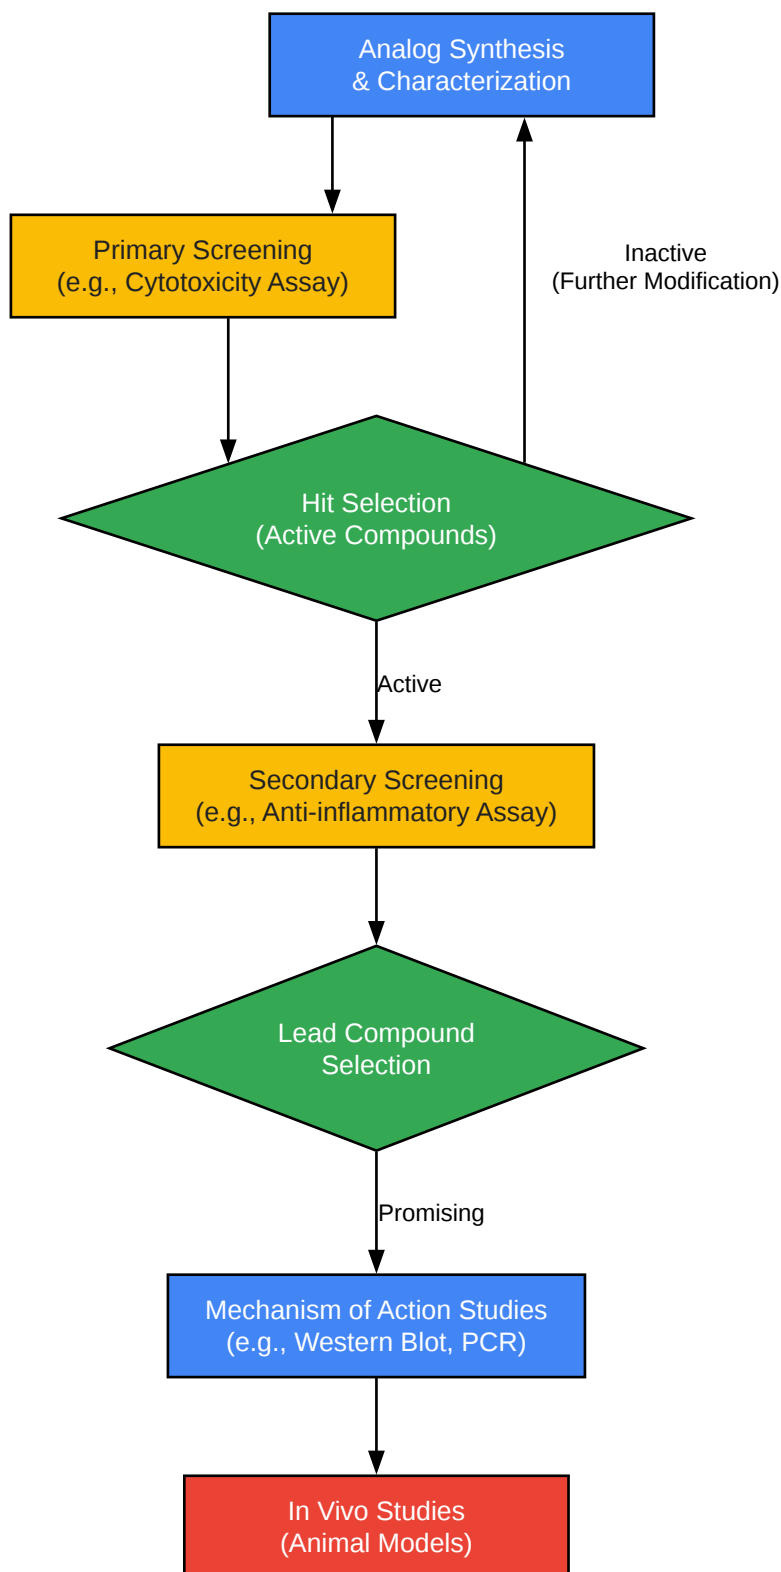 Analog Synthesis
& Characterization
Primary Screening
(e.g., Cytotoxicity Assay)
Inactive
(Further Modification)
Hit Selection
(Active Compounds)
Active
Secondary Screening
(e.g., Anti-inflammatory Assay)
Lead Compound
Selection
Promising
Mechanism of Action Studies
(e.g., Western Blot, PCR)
In Vivo Studies
(Animal Models)